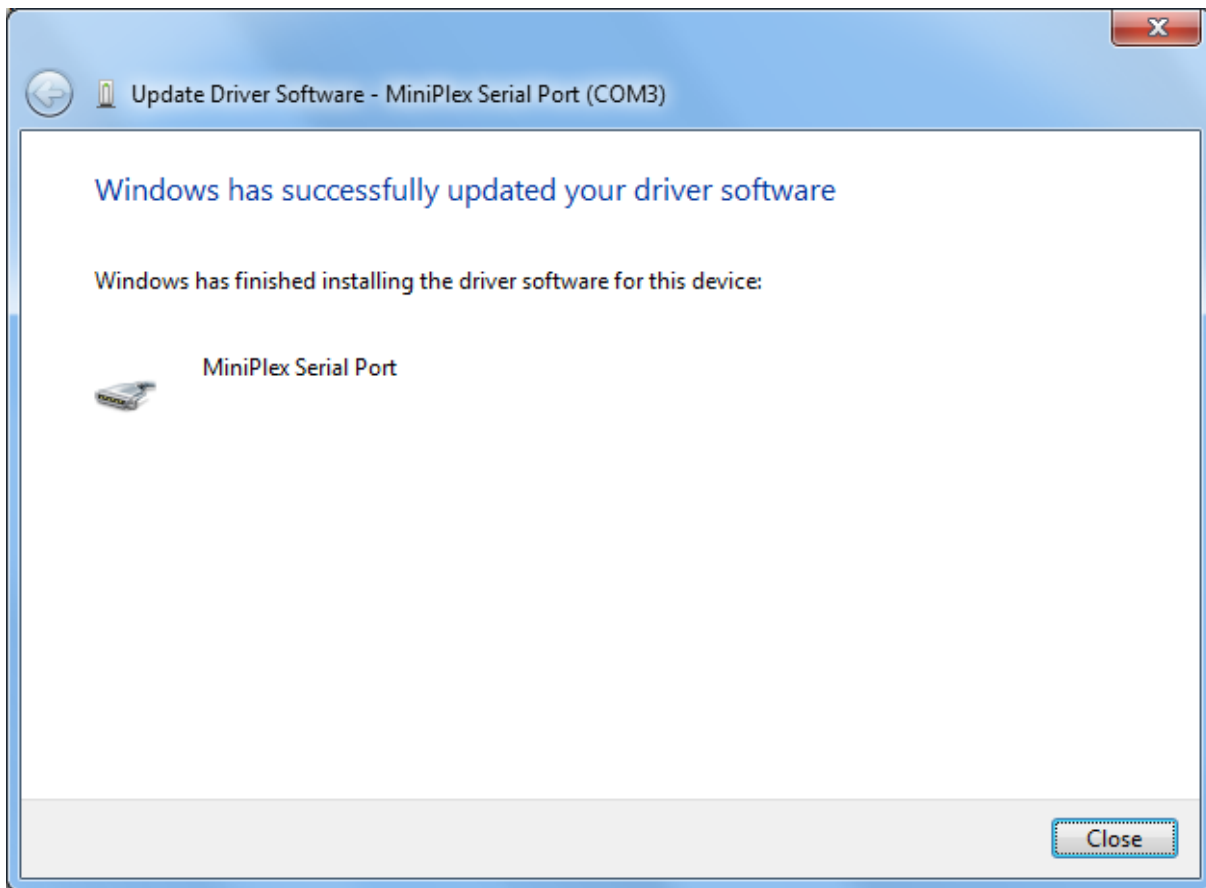 Update Driver Software - MiniPlex Serial Port (COM3)
Windows has successfully updated your driver software
Windows has finished installing the driver software for this device:
MiniPlex Serial Port
Close